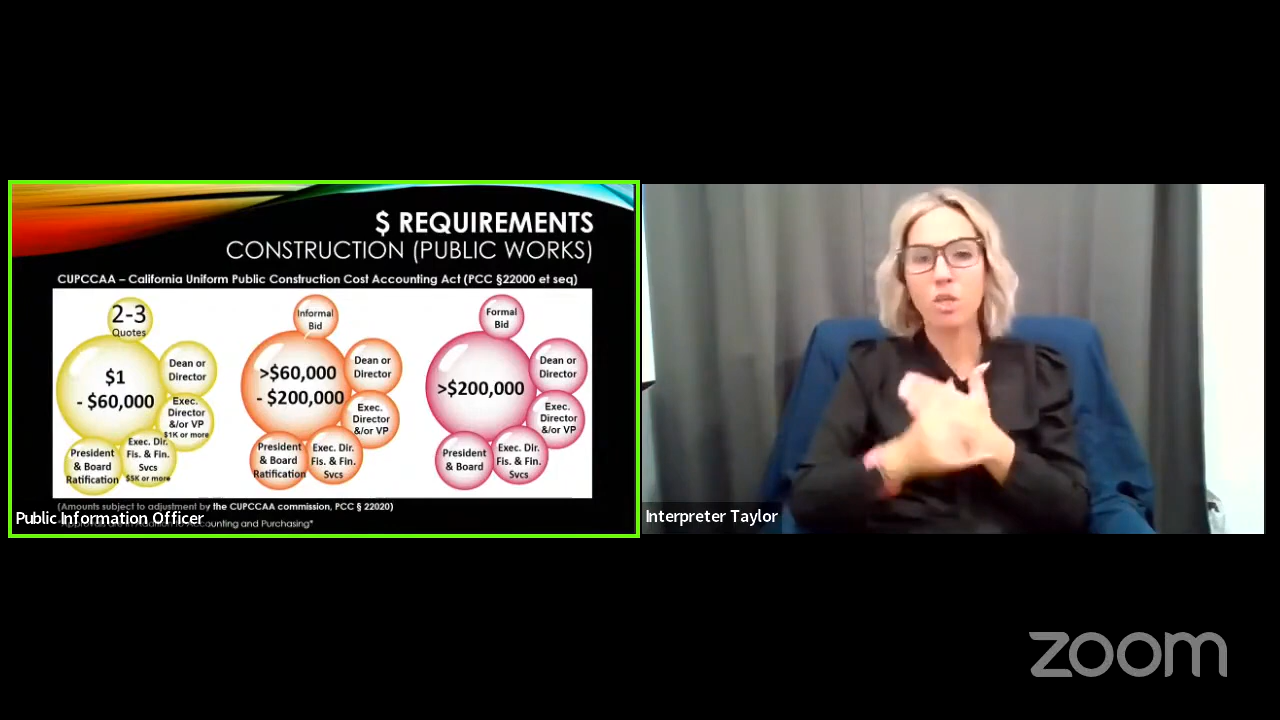 $ REQUIREMENTS
CONSTRUCTION (PUBLIC WORKS)
CUPCCAA – California Uniform Public Construction Cost Accounting Act (PCC §22000 et seq)
2-3
Quotes
$1
- $60,000
Dean or
Director
Exec.
Director
&/or VP
$1K or more
Exec. Dir.
Fis. & Fin.
Svcs
$5K or more
President
& Board
Ratification
Informal
Bid
>$60,000
- $200,000
Dean or
Director
Exec.
Director
&/or VP
Exec. Dir.
Fis. & Fin.
Svcs
President
& Board
Ratification
Formal
Bid
>$200,000
Dean or
Director
Exec.
Director
&/or VP
Exec. Dir.
Fis. & Fin.
Svcs
President
& Board
(Amounts subject to adjustment by the CUPCCAA commission, PCC § 22020)
Accounting and Purchasing*
Public Information Officer
Interpreter Taylor
zoom